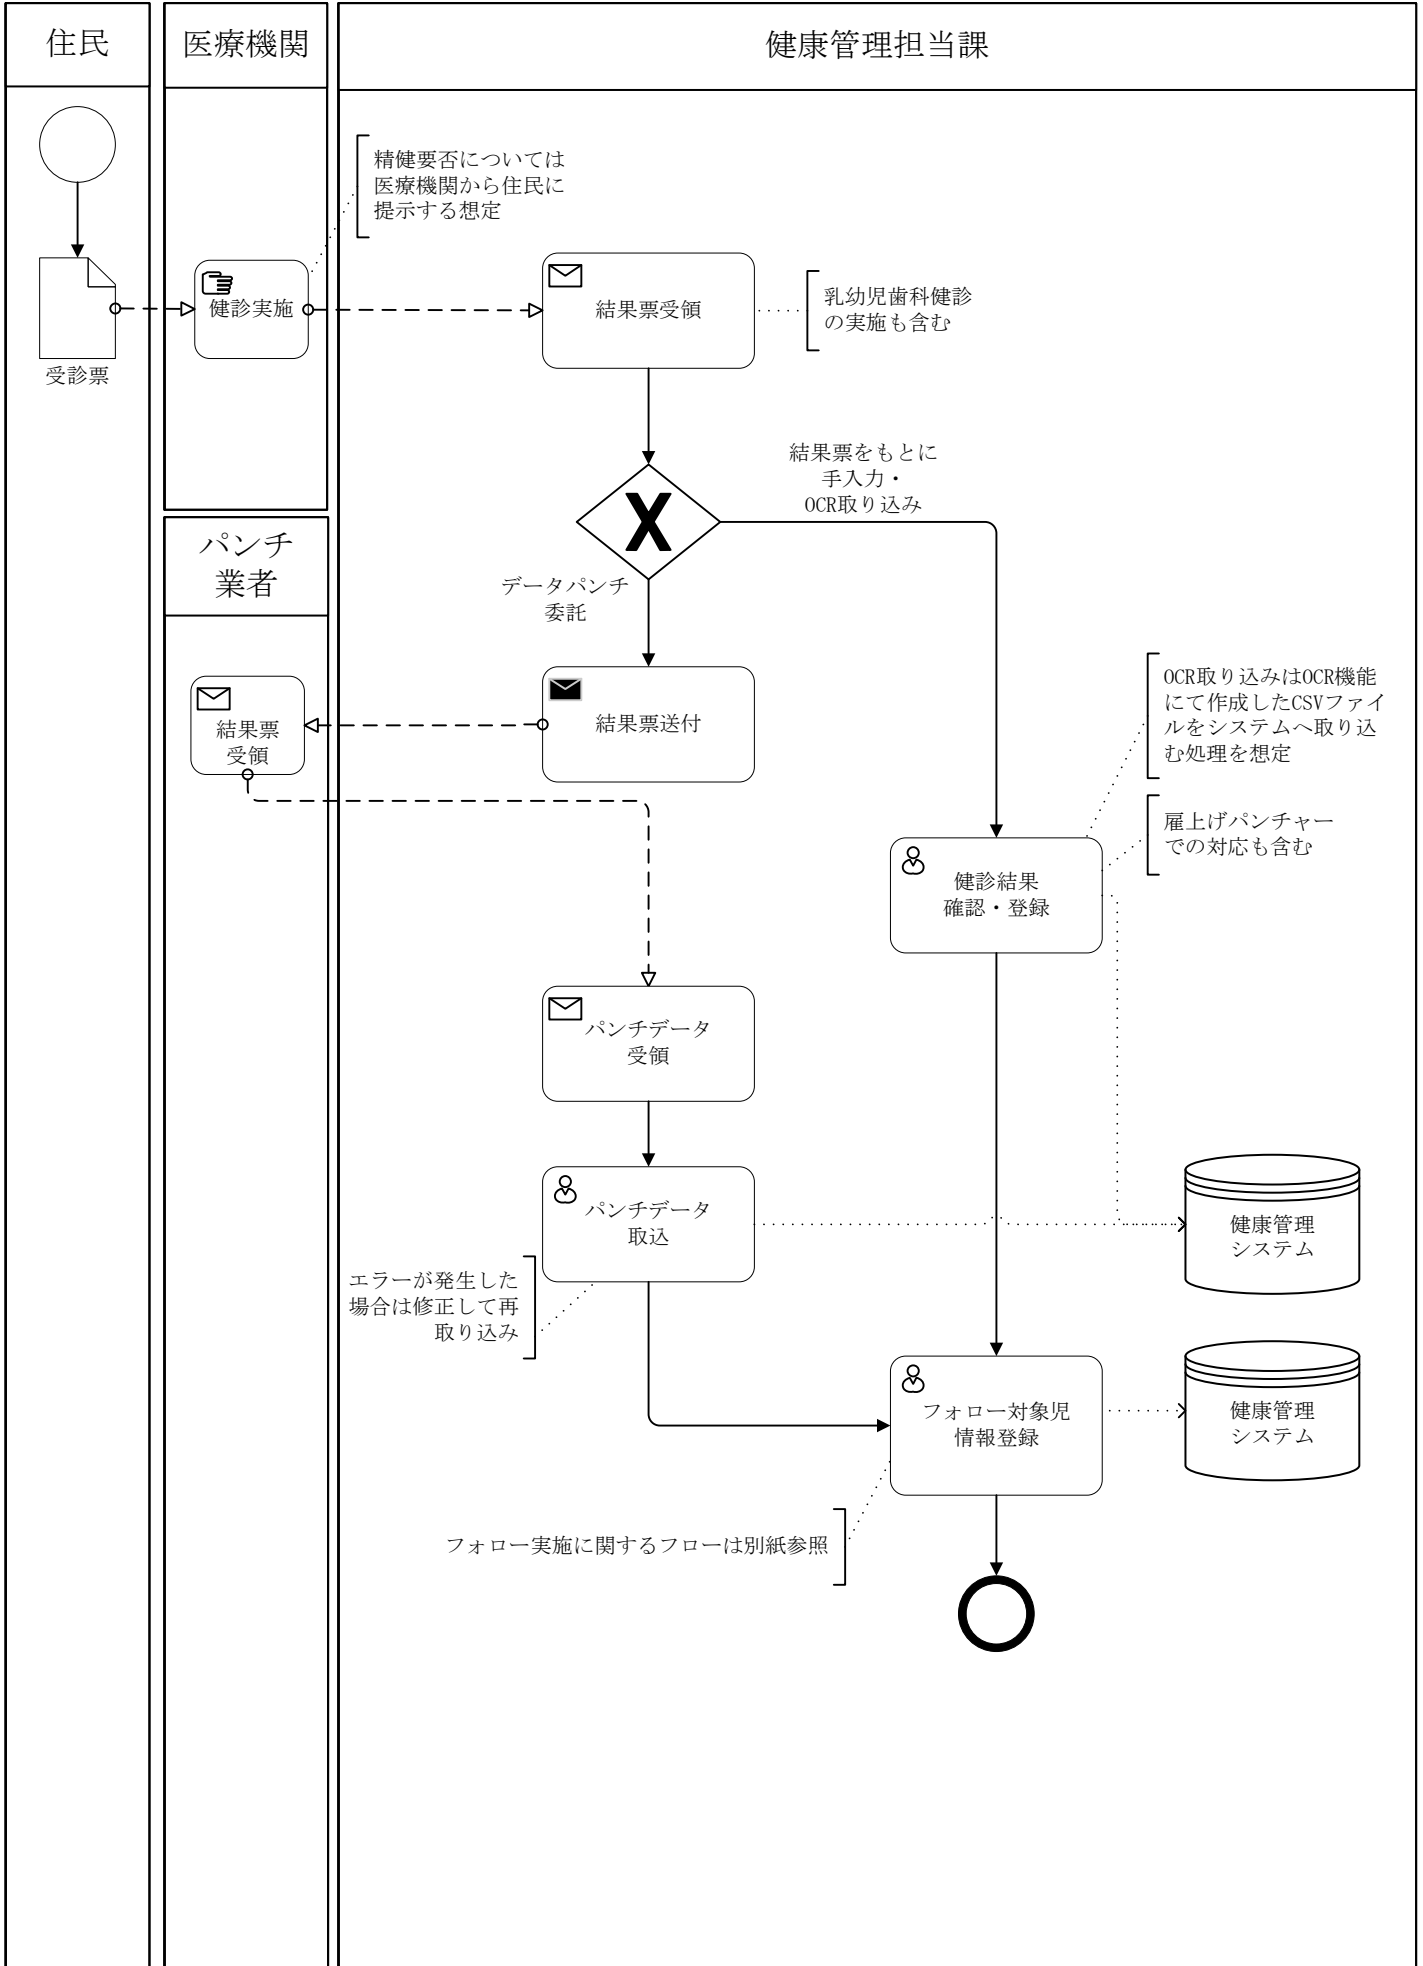 住民
医療機関
健康管理担当課
精健要否については
医療機関から住民に
提示する想定
受診票
健診実施
結果票受領
乳幼児歯科健診
の実施も含む
結果票をもとに
手入力・
OCR取り込み
データパンチ
委託
パンチ
業者
結果票
受領
結果票送付
OCR取り込みはOCR機能
にて作成したCSVファイ
ルをシステムへ取り込
む処理を想定
雇上げパンチャー
での対応も含む
健診結果
確認・登録
パンチデータ
受領
パンチデータ
取込
健康管理
システム
エラーが発生した
場合は修正して再
取り込み
フォロー対象児
情報登録
健康管理
システム
フォロー実施に関するフローは別紙参照